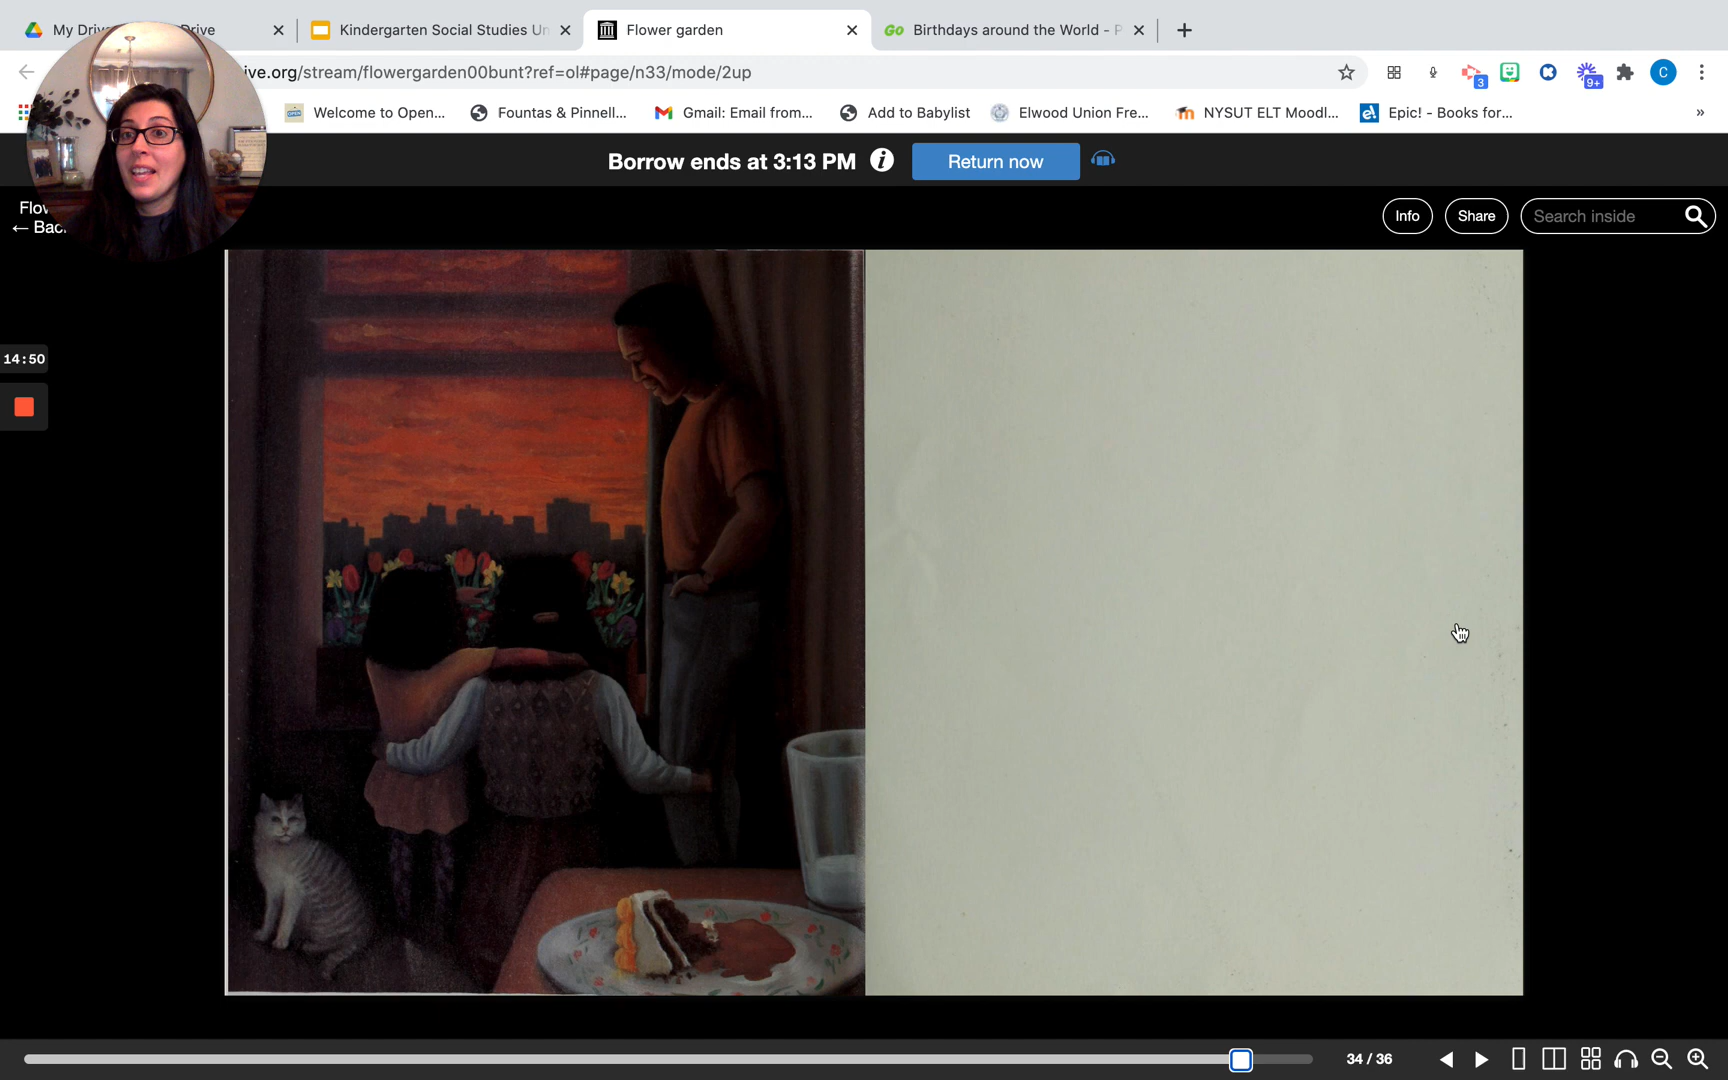 My Driv Drive
Kindergarten Social Studies Un
Flower garden
Birthdays around the World - P
ive.org/stream/flowergarden00bunt?ref=ol#page/n33/mode/2up
3
9+
C
Welcome to Open...
Fountas & Pinnell...
Gmail: Email from...
Add to Babylist
Elwood Union Fre...
NYSUT ELT Moodl...
Epic! - Books for...
»
Borrow ends at 3:13 PM
Return now
Flow
← Bac
Info
Share
Search inside
14:50
34 / 36